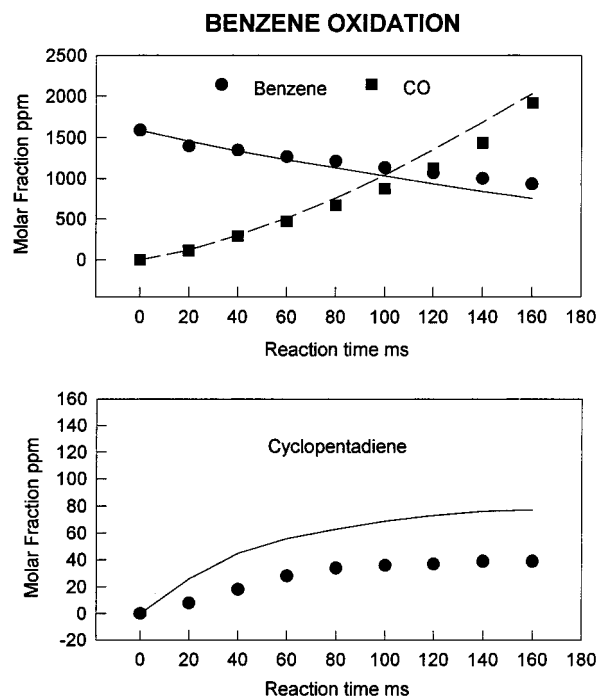 BENZENE OXIDATION
Molar Fraction ppm
2500
2000
1500
1000
500
0
Benzene
CO
0 20 40 60 80 100 120 140 160 180
Reaction time ms
Molar Fraction ppm
160
140
120
100
80
60
40
20
0
-20
Cyclopentadiene
0 20 40 60 80 100 120 140 160 180
Reaction time ms